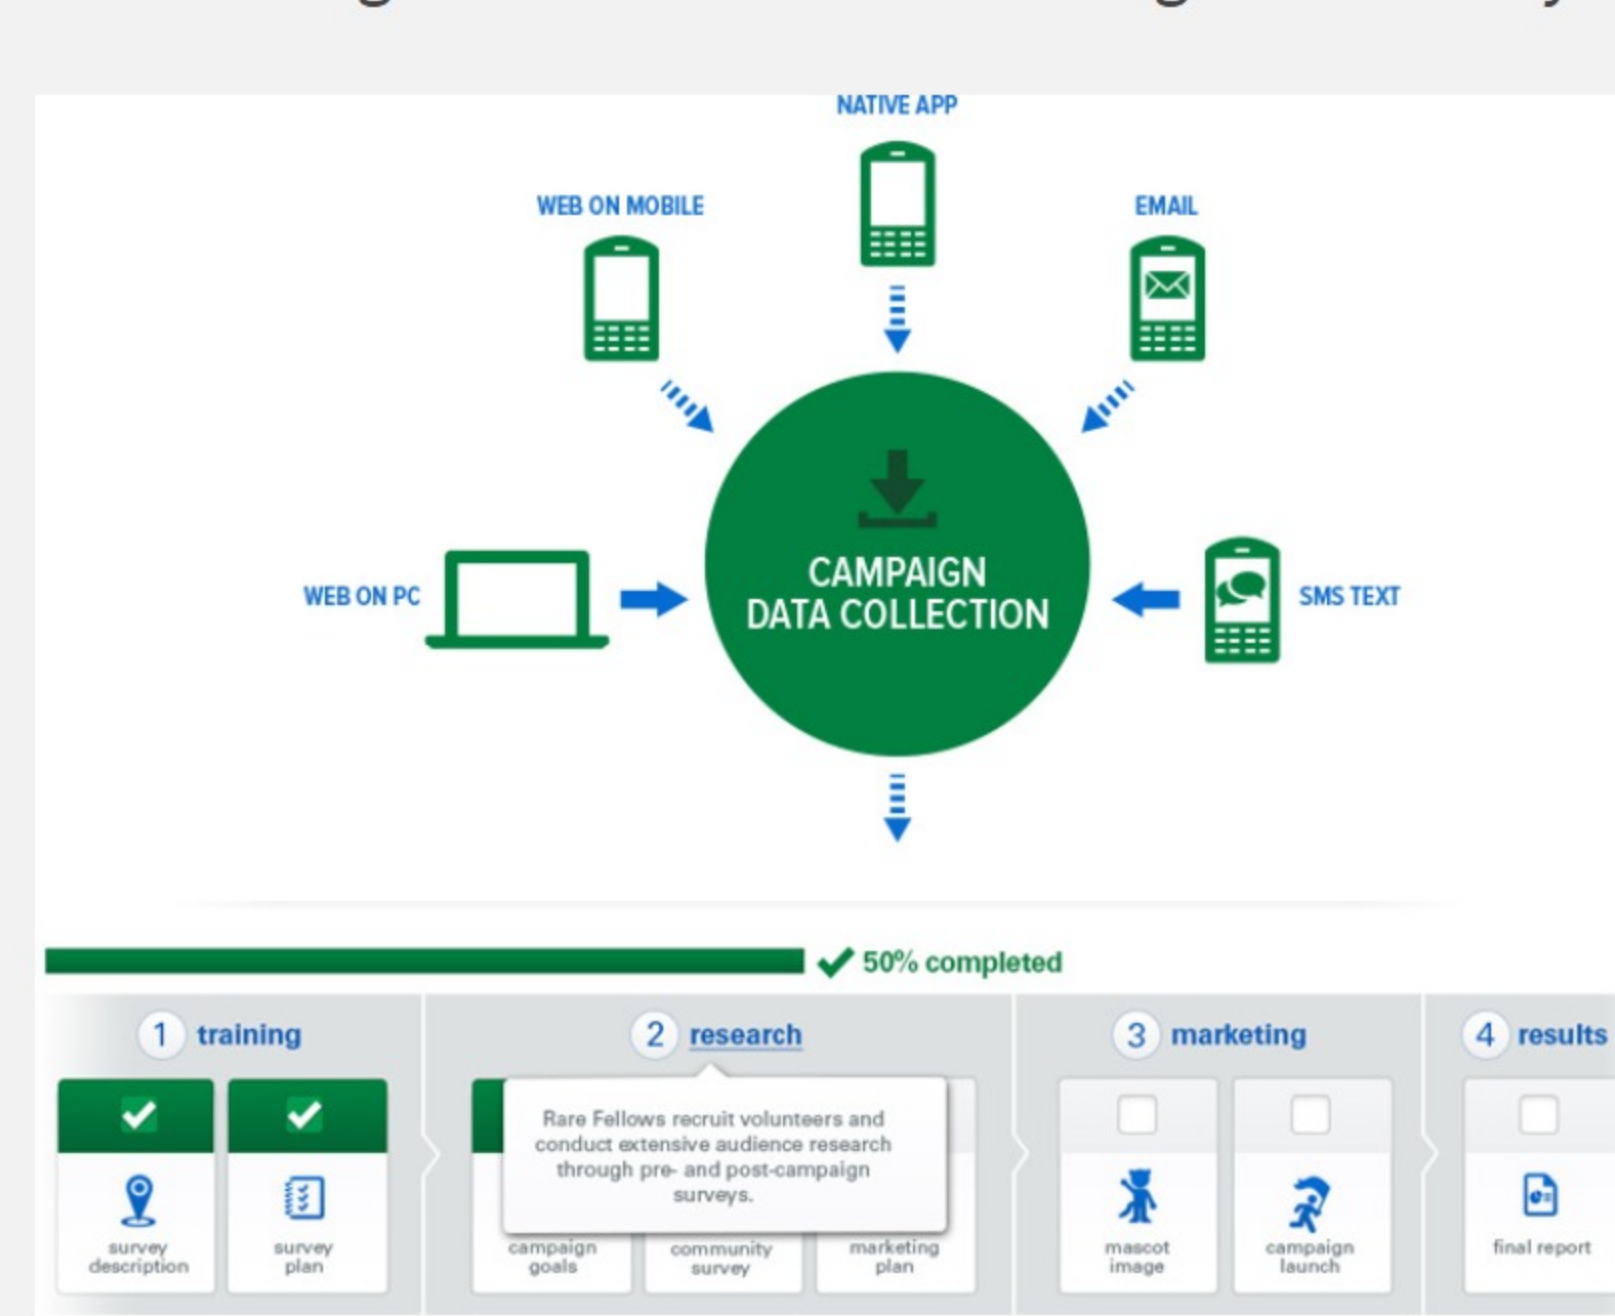 NATIVE APP
WEB ON MOBILE
EMAIL
CAMPAIGN
DATA COLLECTION
WEB ON PC
SMS TEXT
50% completed
1 training
2 research
3 marketing
4 results
Rare Fellows recruit volunteers and
conduct extensive audience research
through pre- and post-campaign
surveys.
survey
description
survey
plan
campaign
goals
community
survey
marketing
plan
mascot
image
campaign
launch
final report